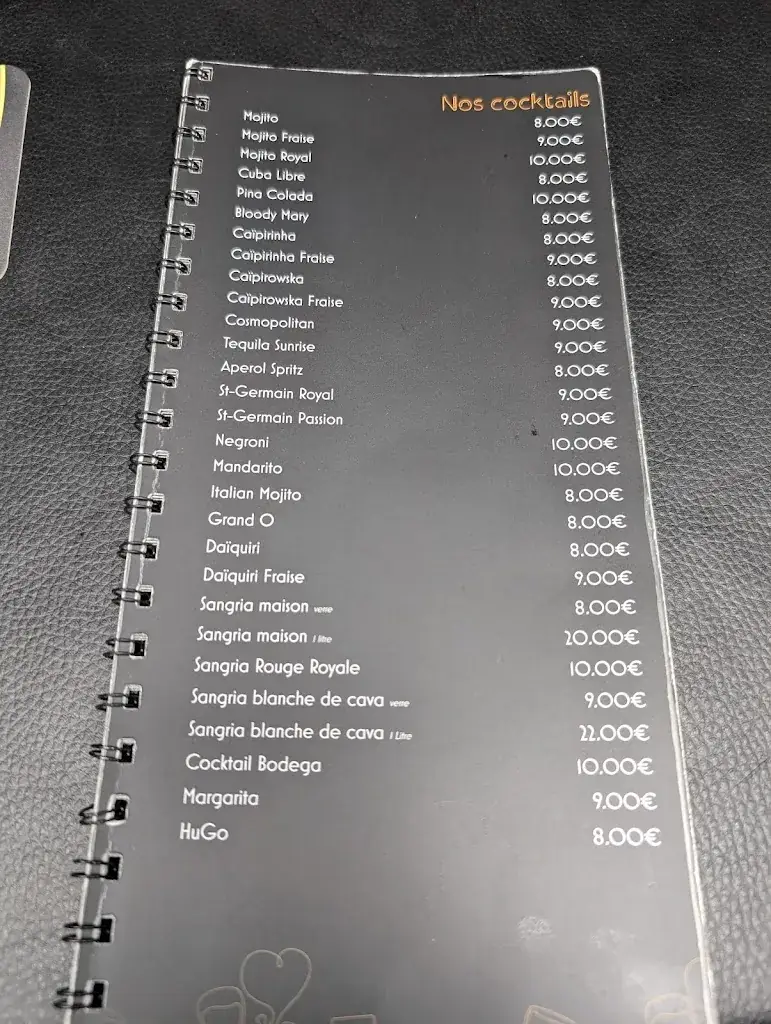 Nos cocktails
Mojito 8.00€
Mojito Fraise 9.00€
Mojito Royal 10.00€
Cuba Libre 8.00€
Pina Colada 10.00€
Bloody Mary 8.00€
Caïpirinha 8.00€
Caïpirinha Fraise 9.00€
Caïpirowska 8.00€
Caïpirowska Fraise 9.00€
Cosmopolitan 9.00€
Tequila Sunrise 9.00€
Aperol Spritz 8.00€
St-Germain Royal 9.00€
St-Germain Passion 9.00€
Negroni 10.00€
Mandarito 10.00€
Italian Mojito 8.00€
Grand O 8.00€
Daïquiri 8.00€
Daïquiri Fraise 9.00€
Sangria maison verre 8.00€
Sangria maison 1 litre 20.00€
Sangria Rouge Royale 10.00€
Sangria blanche de cava verre 9.00€
Sangria blanche de cava 1 Litre 22.00€
Cocktail Bodega 10.00€
Margarita 9.00€
HuGo 8.00€